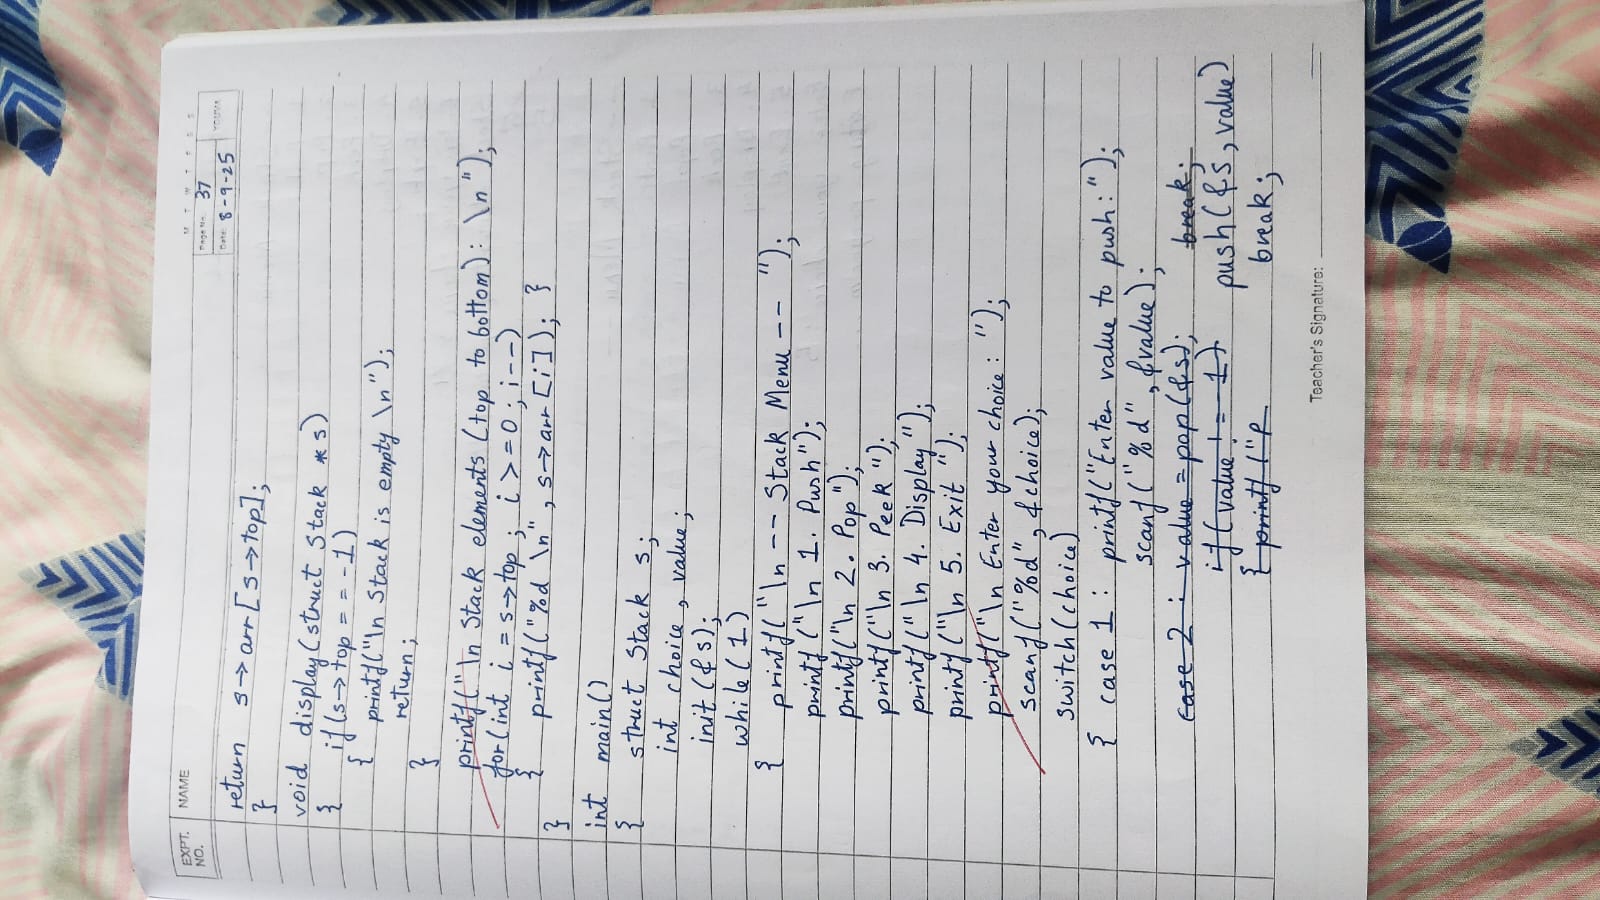 EXPT. NO.
NAME
M T W T F S S
Page No. 37
Date: 8-9-25
YOUVA
return s→arr[s→top];
}
void display(struct Stack *s)
{ if(s→top == -1)
{ printf("\n Stack is empty \n");
return;
}
printf("\n Stack elements (top to bottom): \n");
for(int i = s→top; i >= 0; i--)
{ printf("%d \n", s→arr[i]); }
}
int main()
{ struct Stack s;
int choice, value;
init(&s);
while(1)
{ printf("\n -- Stack Menu -- ");
printf("\n 1. Push");
printf("\n 2. Pop");
printf("\n 3. Peek ");
printf("\n 4. Display");
printf("\n 5. Exit ");
printf("\n Enter your choice: ");
scanf("%d", &choice);
switch(choice)
{ case 1: printf("Enter value to push:");
scanf("%d", &value);
case 2: value = pop(&s); break;
if(value != 1) push(&s, value)
{ printf("P break;
Teacher's Signature: